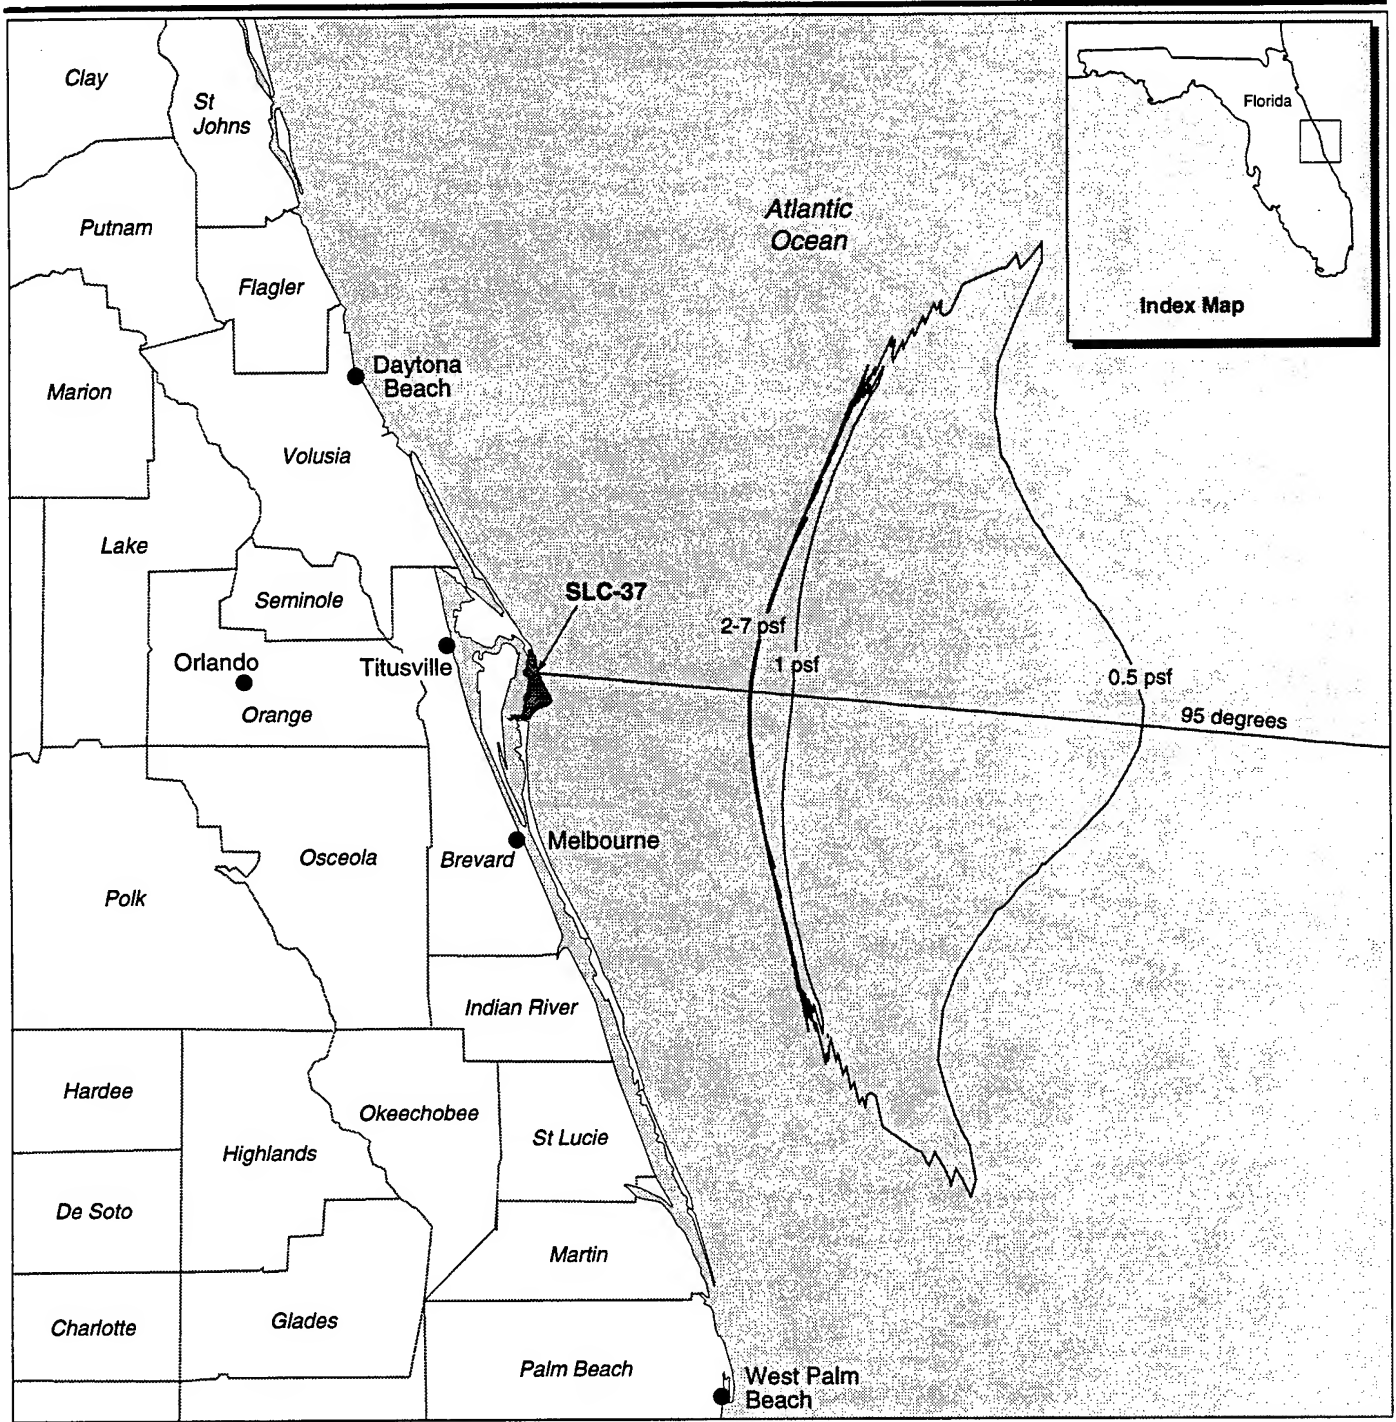 Clay
St
Johns
Florida
Atlantic
Ocean
Putnam
Flagler
Index Map
Daytona
Beach
Marion
Volusia
Lake
SLC-37
Seminole
2-7 psf
Orlando
Titusville
1 psf
0.5 psf
Orange
95 degrees
Melbourne
Osceola
Brevard
Polk
Indian River
Hardee
Okeechobee
St Lucie
Highlands
De Soto
Martin
Glades
Charlotte
Palm Beach
West Palm
Beach